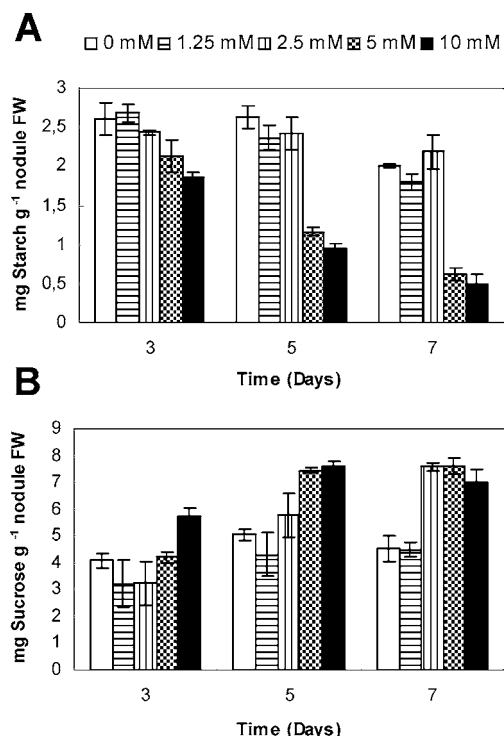 A
0 mM 1.25 mM 2.5 mM 5 mM 10 mM
mg Starch g⁻¹ nodule FW
3
2,5
2
1,5
1
0,5
0
3 5 7
Time (Days)
B
mg Sucrose g⁻¹ nodule FW
9
8
7
6
5
4
3
2
1
0
3 5 7
Time (Days)